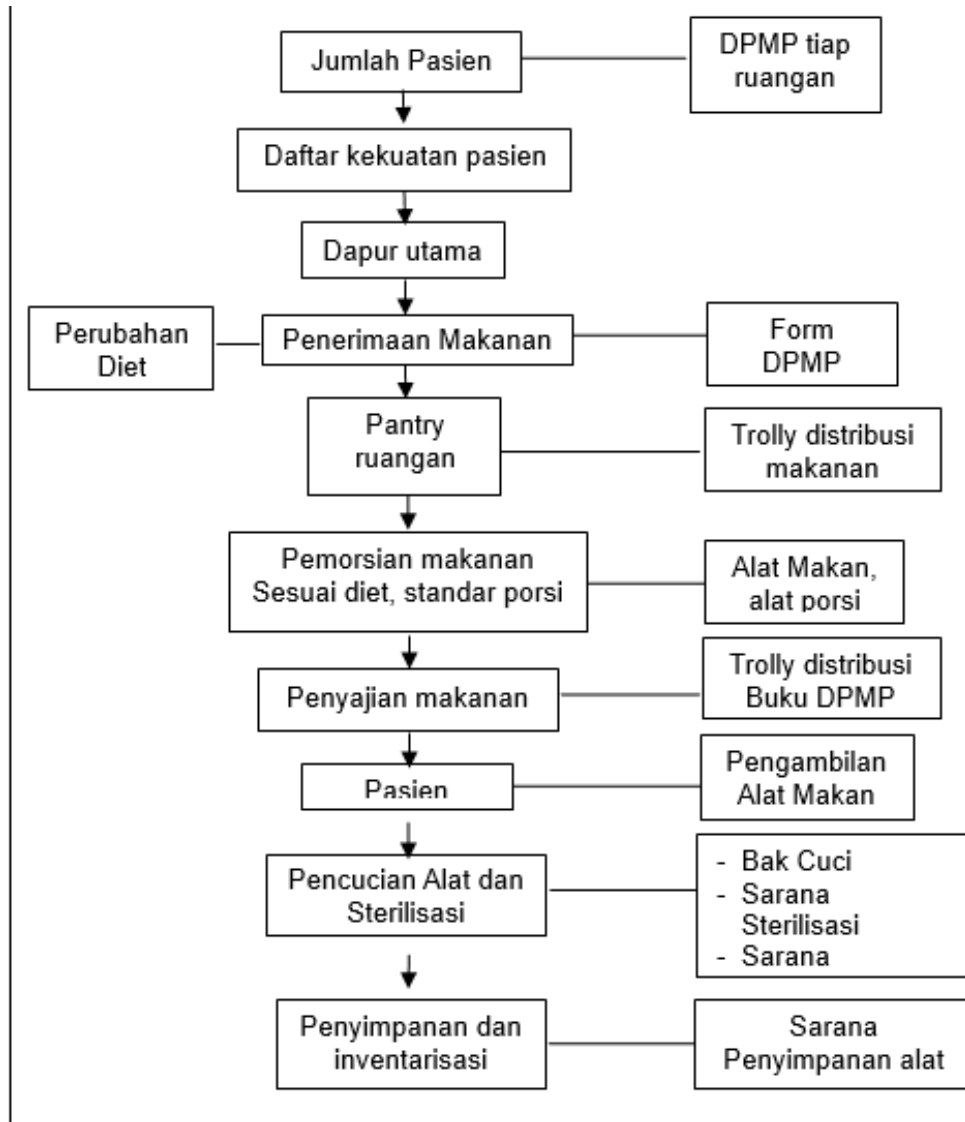 Jumlah Pasien
DPMP tiap
ruangan
Daftar kekuatan pasien
Dapur utama
Perubahan
Diet
Penerimaan Makanan
Form
DPMP
Pantry
ruangan
Trolly distribusi
makanan
Pemorsian makanan
Sesuai diet, standar porsi
Alat Makan,
alat porsi
Penyajian makanan
Trolly distribusi
Buku DPMP
Pasien
Pengambilan
Alat Makan
Pencucian Alat dan
Sterilisasi
- Bak Cuci
- Sarana
Sterilisasi
- Sarana
Penyimpanan dan
inventarisasi
Sarana
Penyimpanan alat